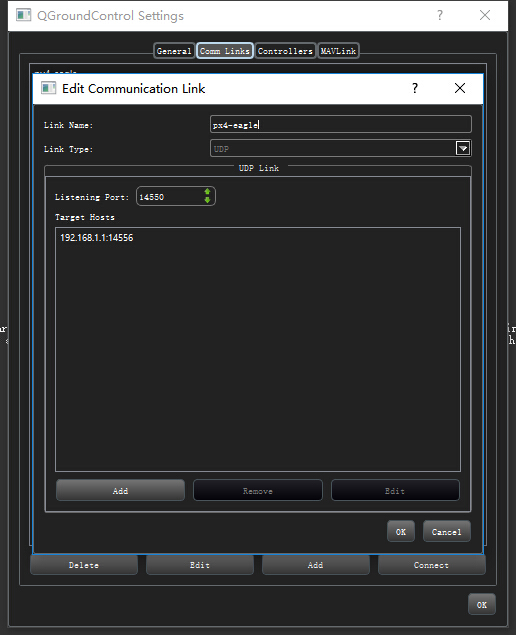 QGroundControl Settings
General Comm Links Controllers MAVLink
Edit Communication Link
Link Name: px4-eagle
Link Type: UDP
UDP Link
Listening Port: 14550
Target Hosts
192.168.1.1:14556
Add Remove Edit
OK Cancel
Delete Edit Add Connect
OK